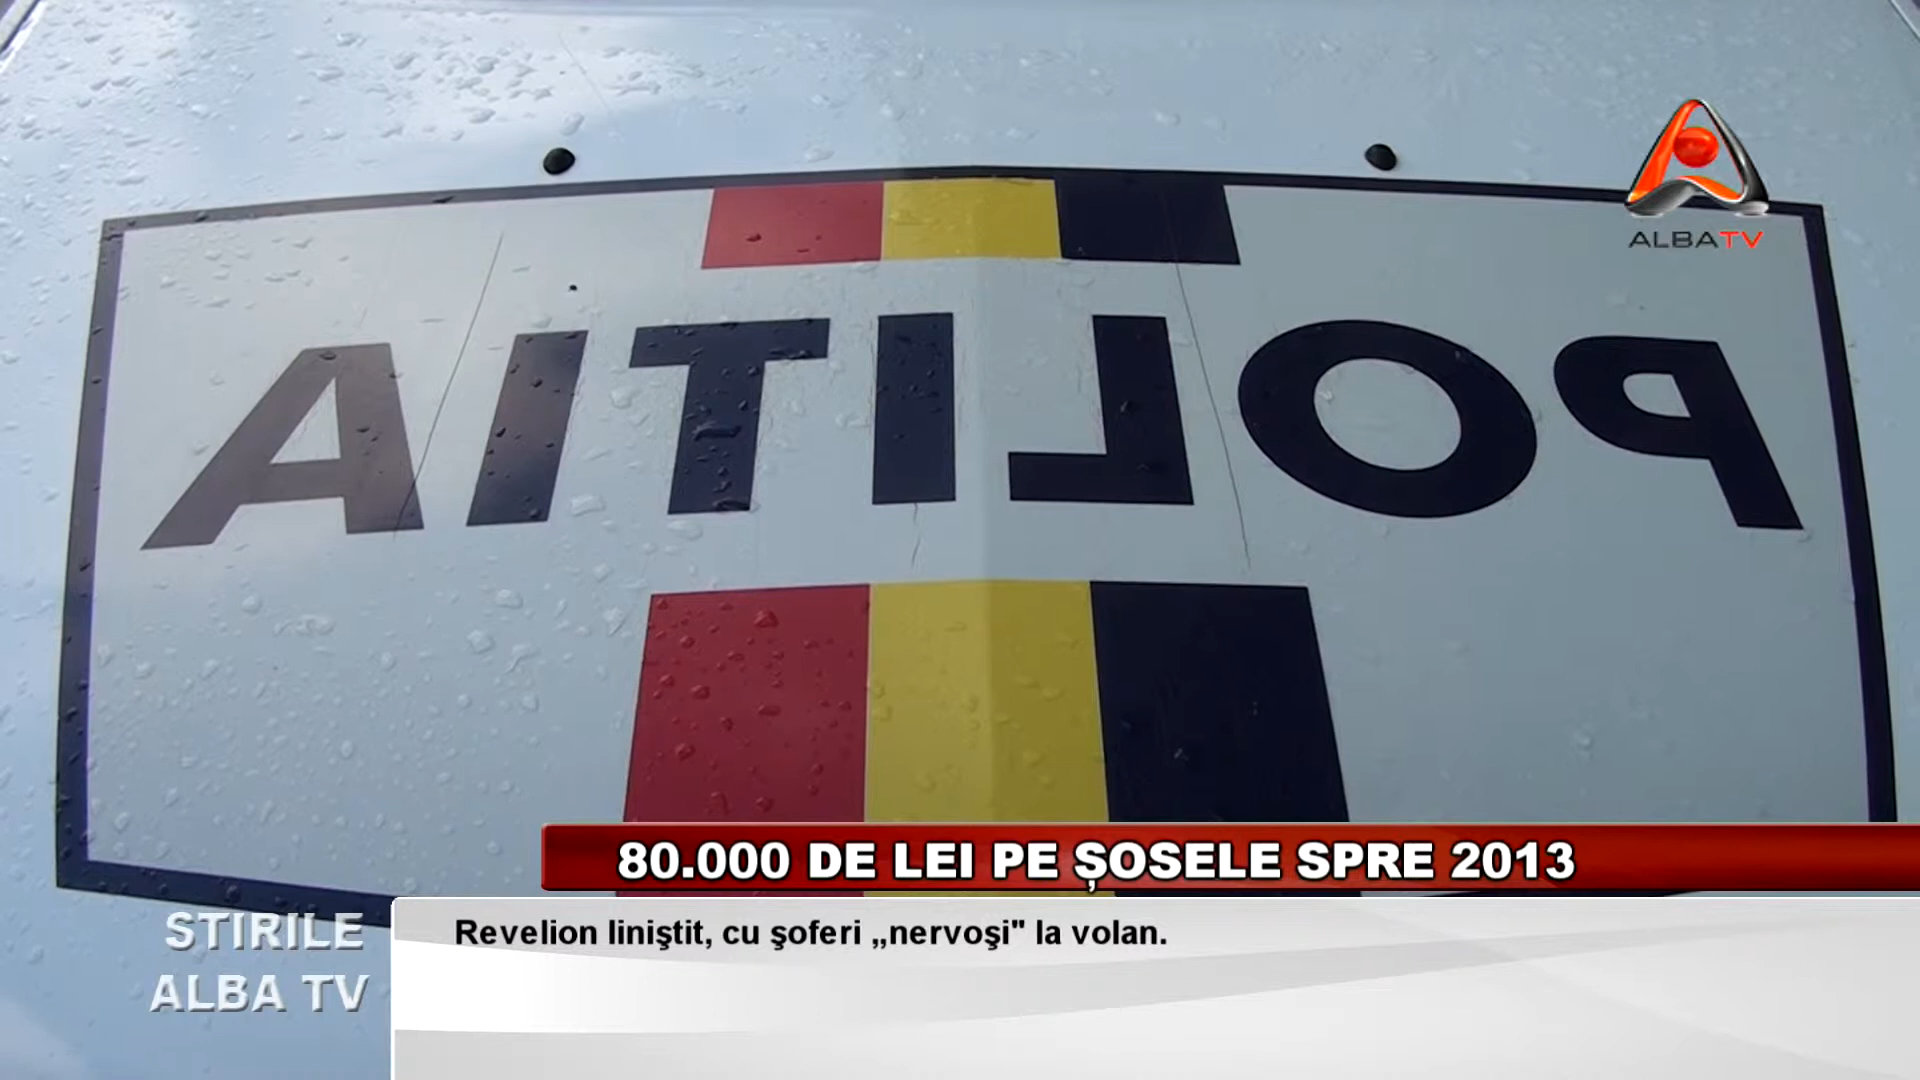 ALBATV
POLITIA
80.000 DE LEI PE ȘOSELE SPRE 2013
STIRILE
ALBA TV
Revelion liniştit, cu şoferi „nervoşi" la volan.